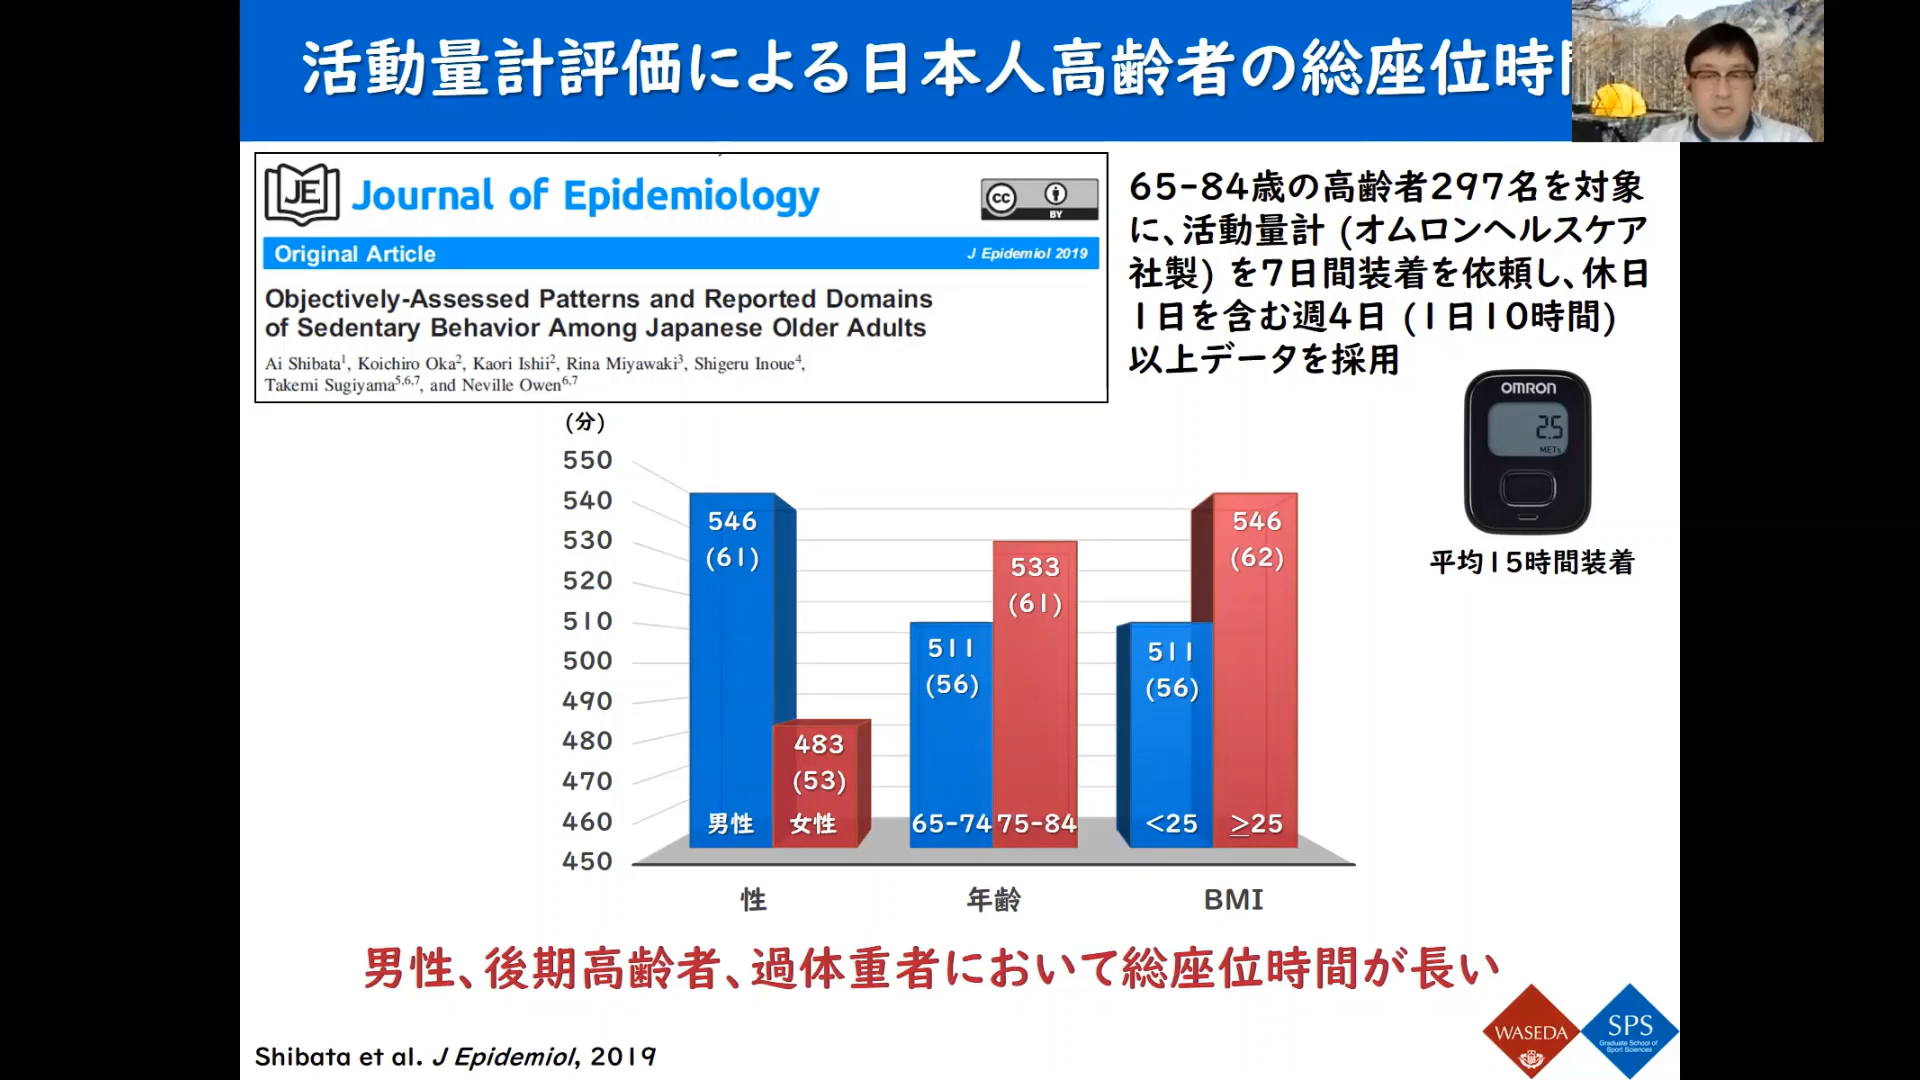 活動量計評価による日本人高齢者の総座位時
JE Journal of Epidemiology
cc BY
Original Article J Epidemiol 2019
Objectively-Assessed Patterns and Reported Domains
of Sedentary Behavior Among Japanese Older Adults
Ai Shibata1, Koichiro Oka2, Kaori Ishii2, Rina Miyawaki3, Shigeru Inoue4,
Takemi Sugiyama5,6,7, and Neville Owen6,7
65-84歳の高齢者297名を対象
に、活動量計 (オムロンヘルスケア
社製) を7日間装着を依頼し、休日
1日を含む週4日 (1日10時間)
以上データを採用
OMRON
2.5
METs
平均15時間装着
(分)
550
540
530
520
510
500
490
480
470
460
450
546
(61)
男性
483
(53)
女性
511
(56)
65-74
533
(61)
75-84
511
(56)
<25
546
(62)
≥25
性
年齢
BMI
男性、後期高齢者、過体重者において総座位時間が長い
WASEDA
SPS
Graduate School of
Sport Sciences
Shibata et al. J Epidemiol, 2019